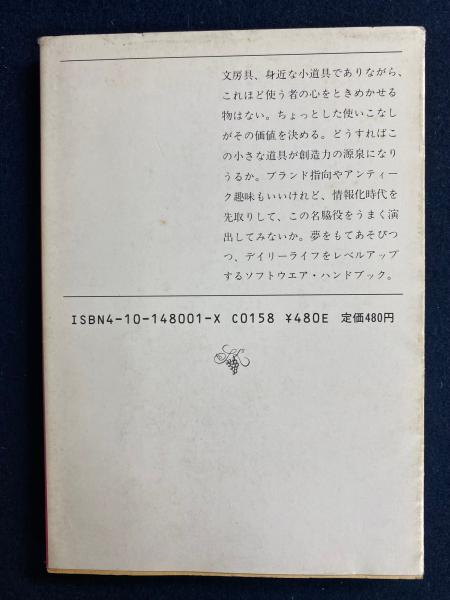 文房具、身近な小道具でありながら、
これほど使う者の心をときめかせる
物はない。ちょっとした使いこなし
がその価値を決める。どうすればこ
の小さな道具が創造力の源泉になり
うるか。ブランド指向やアンティー
ク趣味もいいけれど、情報化時代を
先取りして、この名脇役をうまく演
出してみないか。夢をもてあそびつ
つ、デイリーライフをレベルアップ
するソフトウエア・ハンドブック。
ISBN4-10-148001-X C0158 ¥480E 定価480円